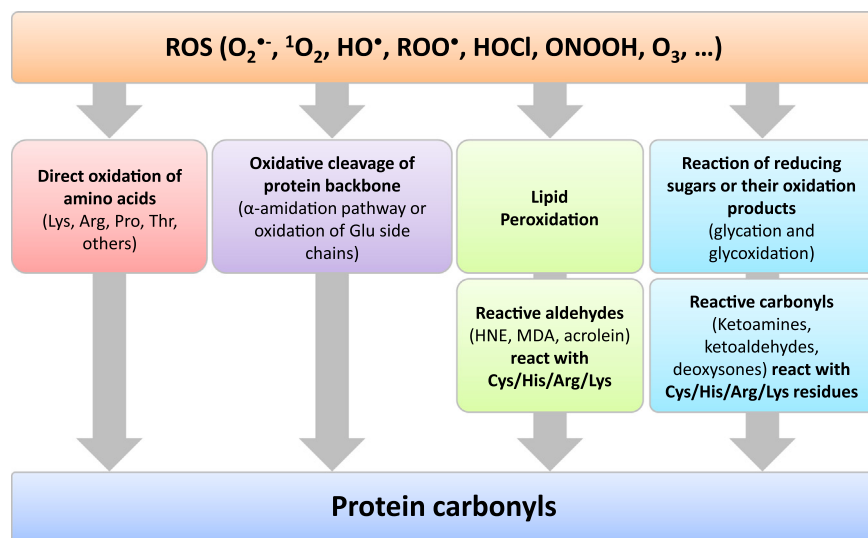 ROS (O₂•-, ¹O₂, HO•, ROO•, HOCl, ONOOH, O₃, ...)
Direct oxidation of
amino acids
(Lys, Arg, Pro, Thr,
others)
Oxidative cleavage of
protein backbone
(α-amidation pathway or
oxidation of Glu side
chains)
Lipid
Peroxidation
Reaction of reducing
sugars or their oxidation
products
(glycation and
glycoxidation)
Reactive aldehydes
(HNE, MDA, acrolein)
react with
Cys/His/Arg/Lys
Reactive carbonyls
(Ketoamines,
ketoaldehydes,
deoxysones) react with
Cys/His/Arg/Lys residues
Protein carbonyls